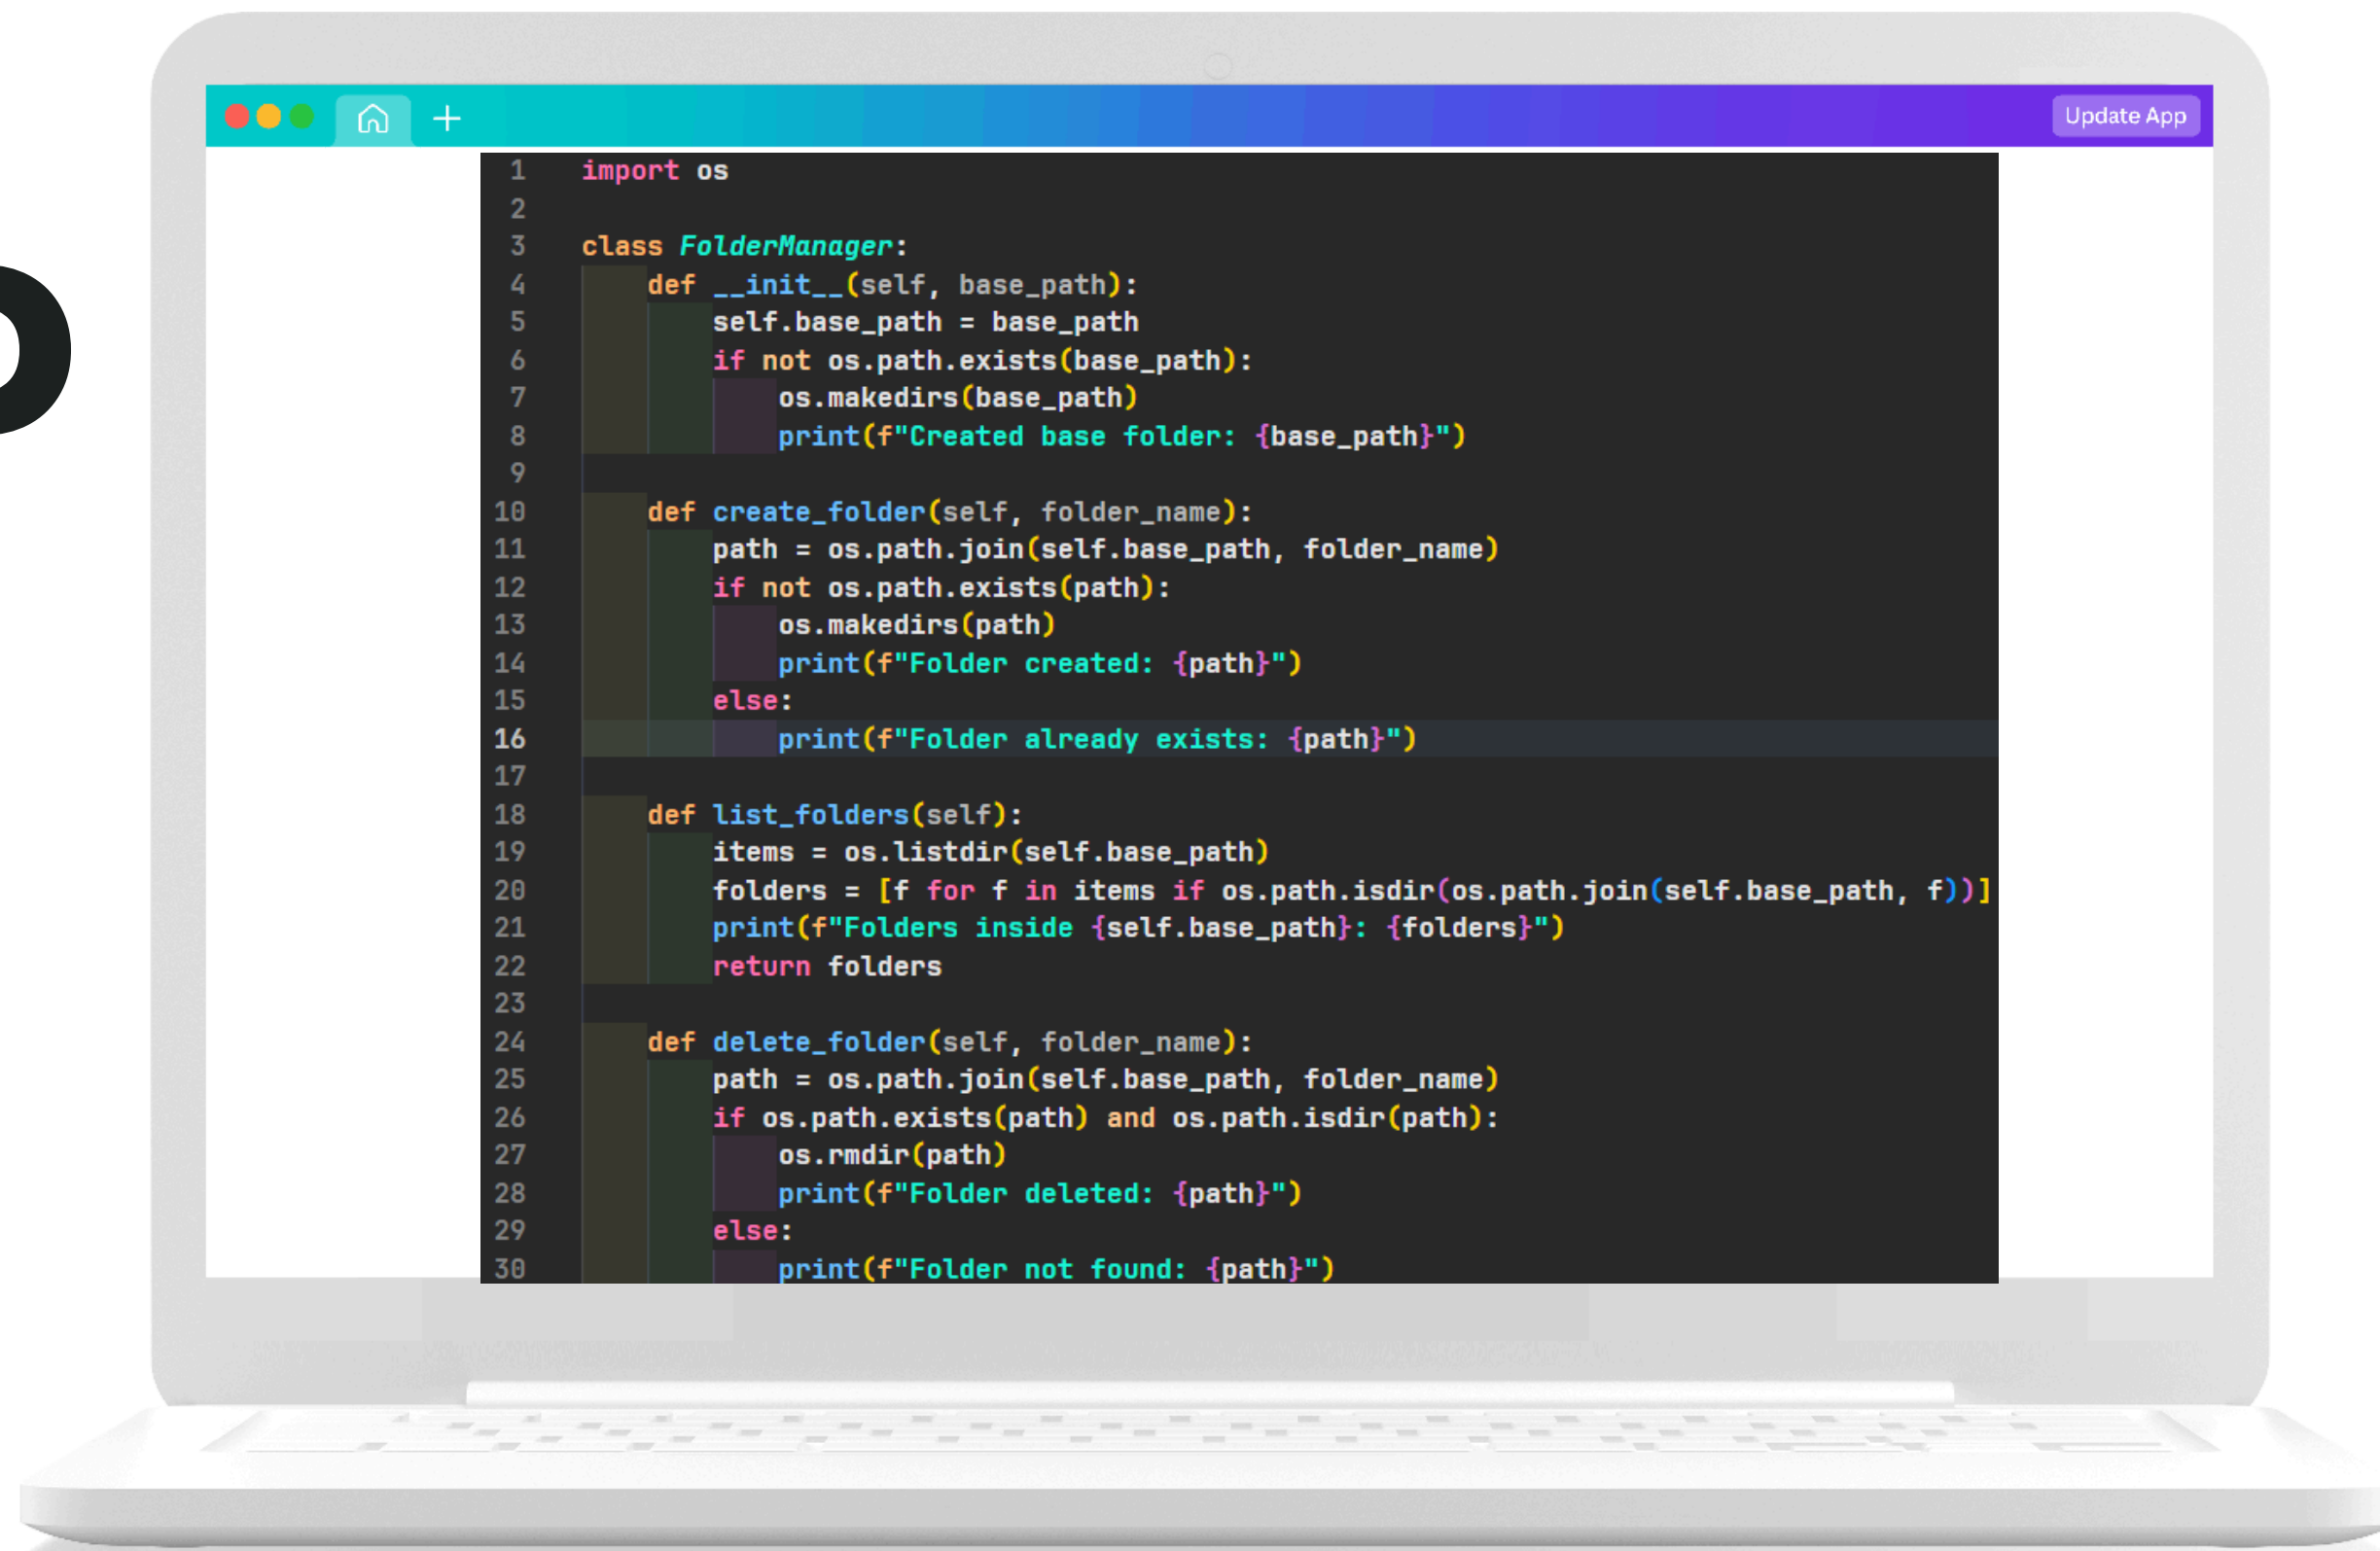 Update App
1 import os
2
3 class FolderManager:
4     def __init__(self, base_path):
5         self.base_path = base_path
6         if not os.path.exists(base_path):
7             os.makedirs(base_path)
8             print(f"Created base folder: {base_path}")
9
10     def create_folder(self, folder_name):
11         path = os.path.join(self.base_path, folder_name)
12         if not os.path.exists(path):
13             os.makedirs(path)
14             print(f"Folder created: {path}")
15         else:
16             print(f"Folder already exists: {path}")
17
18     def list_folders(self):
19         items = os.listdir(self.base_path)
20         folders = [f for f in items if os.path.isdir(os.path.join(self.base_path, f))]
21         print(f"Folders inside {self.base_path}: {folders}")
22         return folders
23
24     def delete_folder(self, folder_name):
25         path = os.path.join(self.base_path, folder_name)
26         if os.path.exists(path) and os.path.isdir(path):
27             os.rmdir(path)
28             print(f"Folder deleted: {path}")
29         else:
30             print(f"Folder not found: {path}")